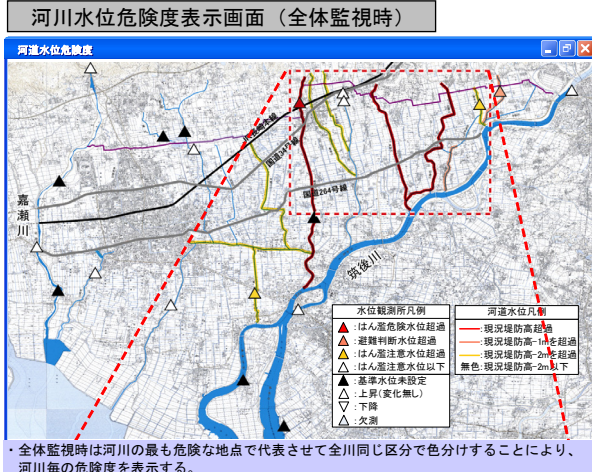 河川水位危険度表示画面（全体監視時）
河道水位危険度
国道34号線
国道264号線
嘉瀬川
筑後川
水位観測所凡例
：はん濫危険水位超過
：避難判断水位超過
：はん濫注意水位超過
：はん濫注意水位以下
：基準水位未設定
：上昇(変化無し)
：下降
：欠測
河道水位凡例
：現況堤防高超過
：現況堤防高-1mを超過
：現況堤防高-2mを超過
無色：現況堤防高-2m以下
・全体監視時は河川の最も危険な地点で代表させて全川同じ区分で色分けすることにより、
河川毎の危険度を表示する。